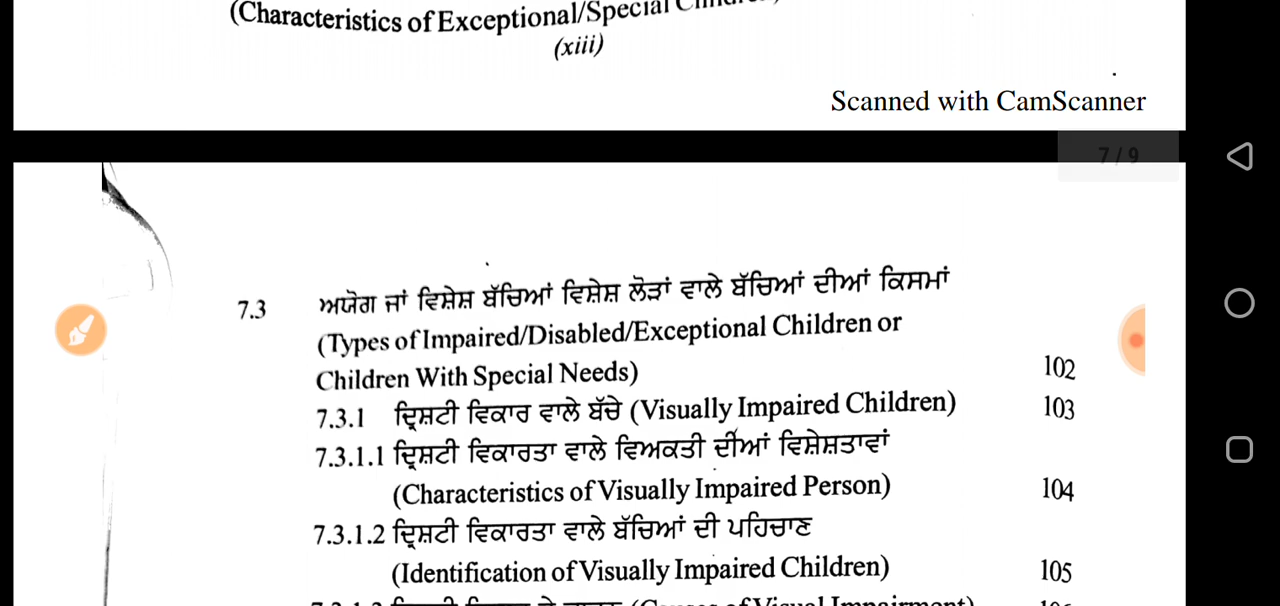 (Characteristics of Exceptional/Special
(xiii)
Scanned with CamScanner
7 / 9
7.3 ਅਯੋਗ ਜਾਂ ਵਿਸ਼ੇਸ਼ ਬੱਚਿਆਂ ਵਿਸ਼ੇਸ਼ ਲੋੜਾਂ ਵਾਲੇ ਬੱਚਿਆਂ ਦੀਆਂ ਕਿਸਮਾਂ
(Types of Impaired/Disabled/Exceptional Children or
Children With Special Needs) 102
7.3.1 ਦ੍ਰਿਸ਼ਟੀ ਵਿਕਾਰ ਵਾਲੇ ਬੱਚੇ (Visually Impaired Children) 103
7.3.1.1 ਦ੍ਰਿਸ਼ਟੀ ਵਿਕਾਰਤਾ ਵਾਲੇ ਵਿਅਕਤੀ ਦੀਆਂ ਵਿਸ਼ੇਸ਼ਤਾਵਾਂ
(Characteristics of Visually Impaired Person) 104
7.3.1.2 ਦ੍ਰਿਸ਼ਟੀ ਵਿਕਾਰਤਾ ਵਾਲੇ ਬੱਚਿਆਂ ਦੀ ਪਹਿਚਾਣ
(Identification of Visually Impaired Children) 105